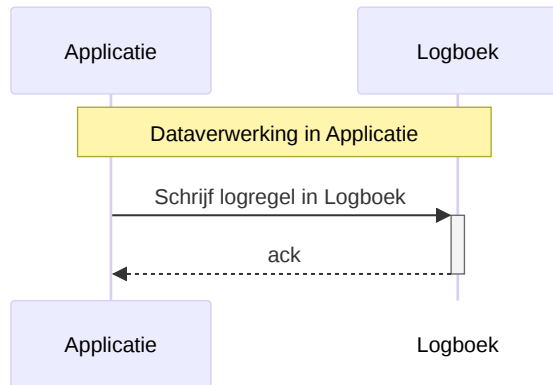 Applicatie
Logboek
Dataverwerking in Applicatie
Schrijf logregel in Logboek
ack
Applicatie
Logboek